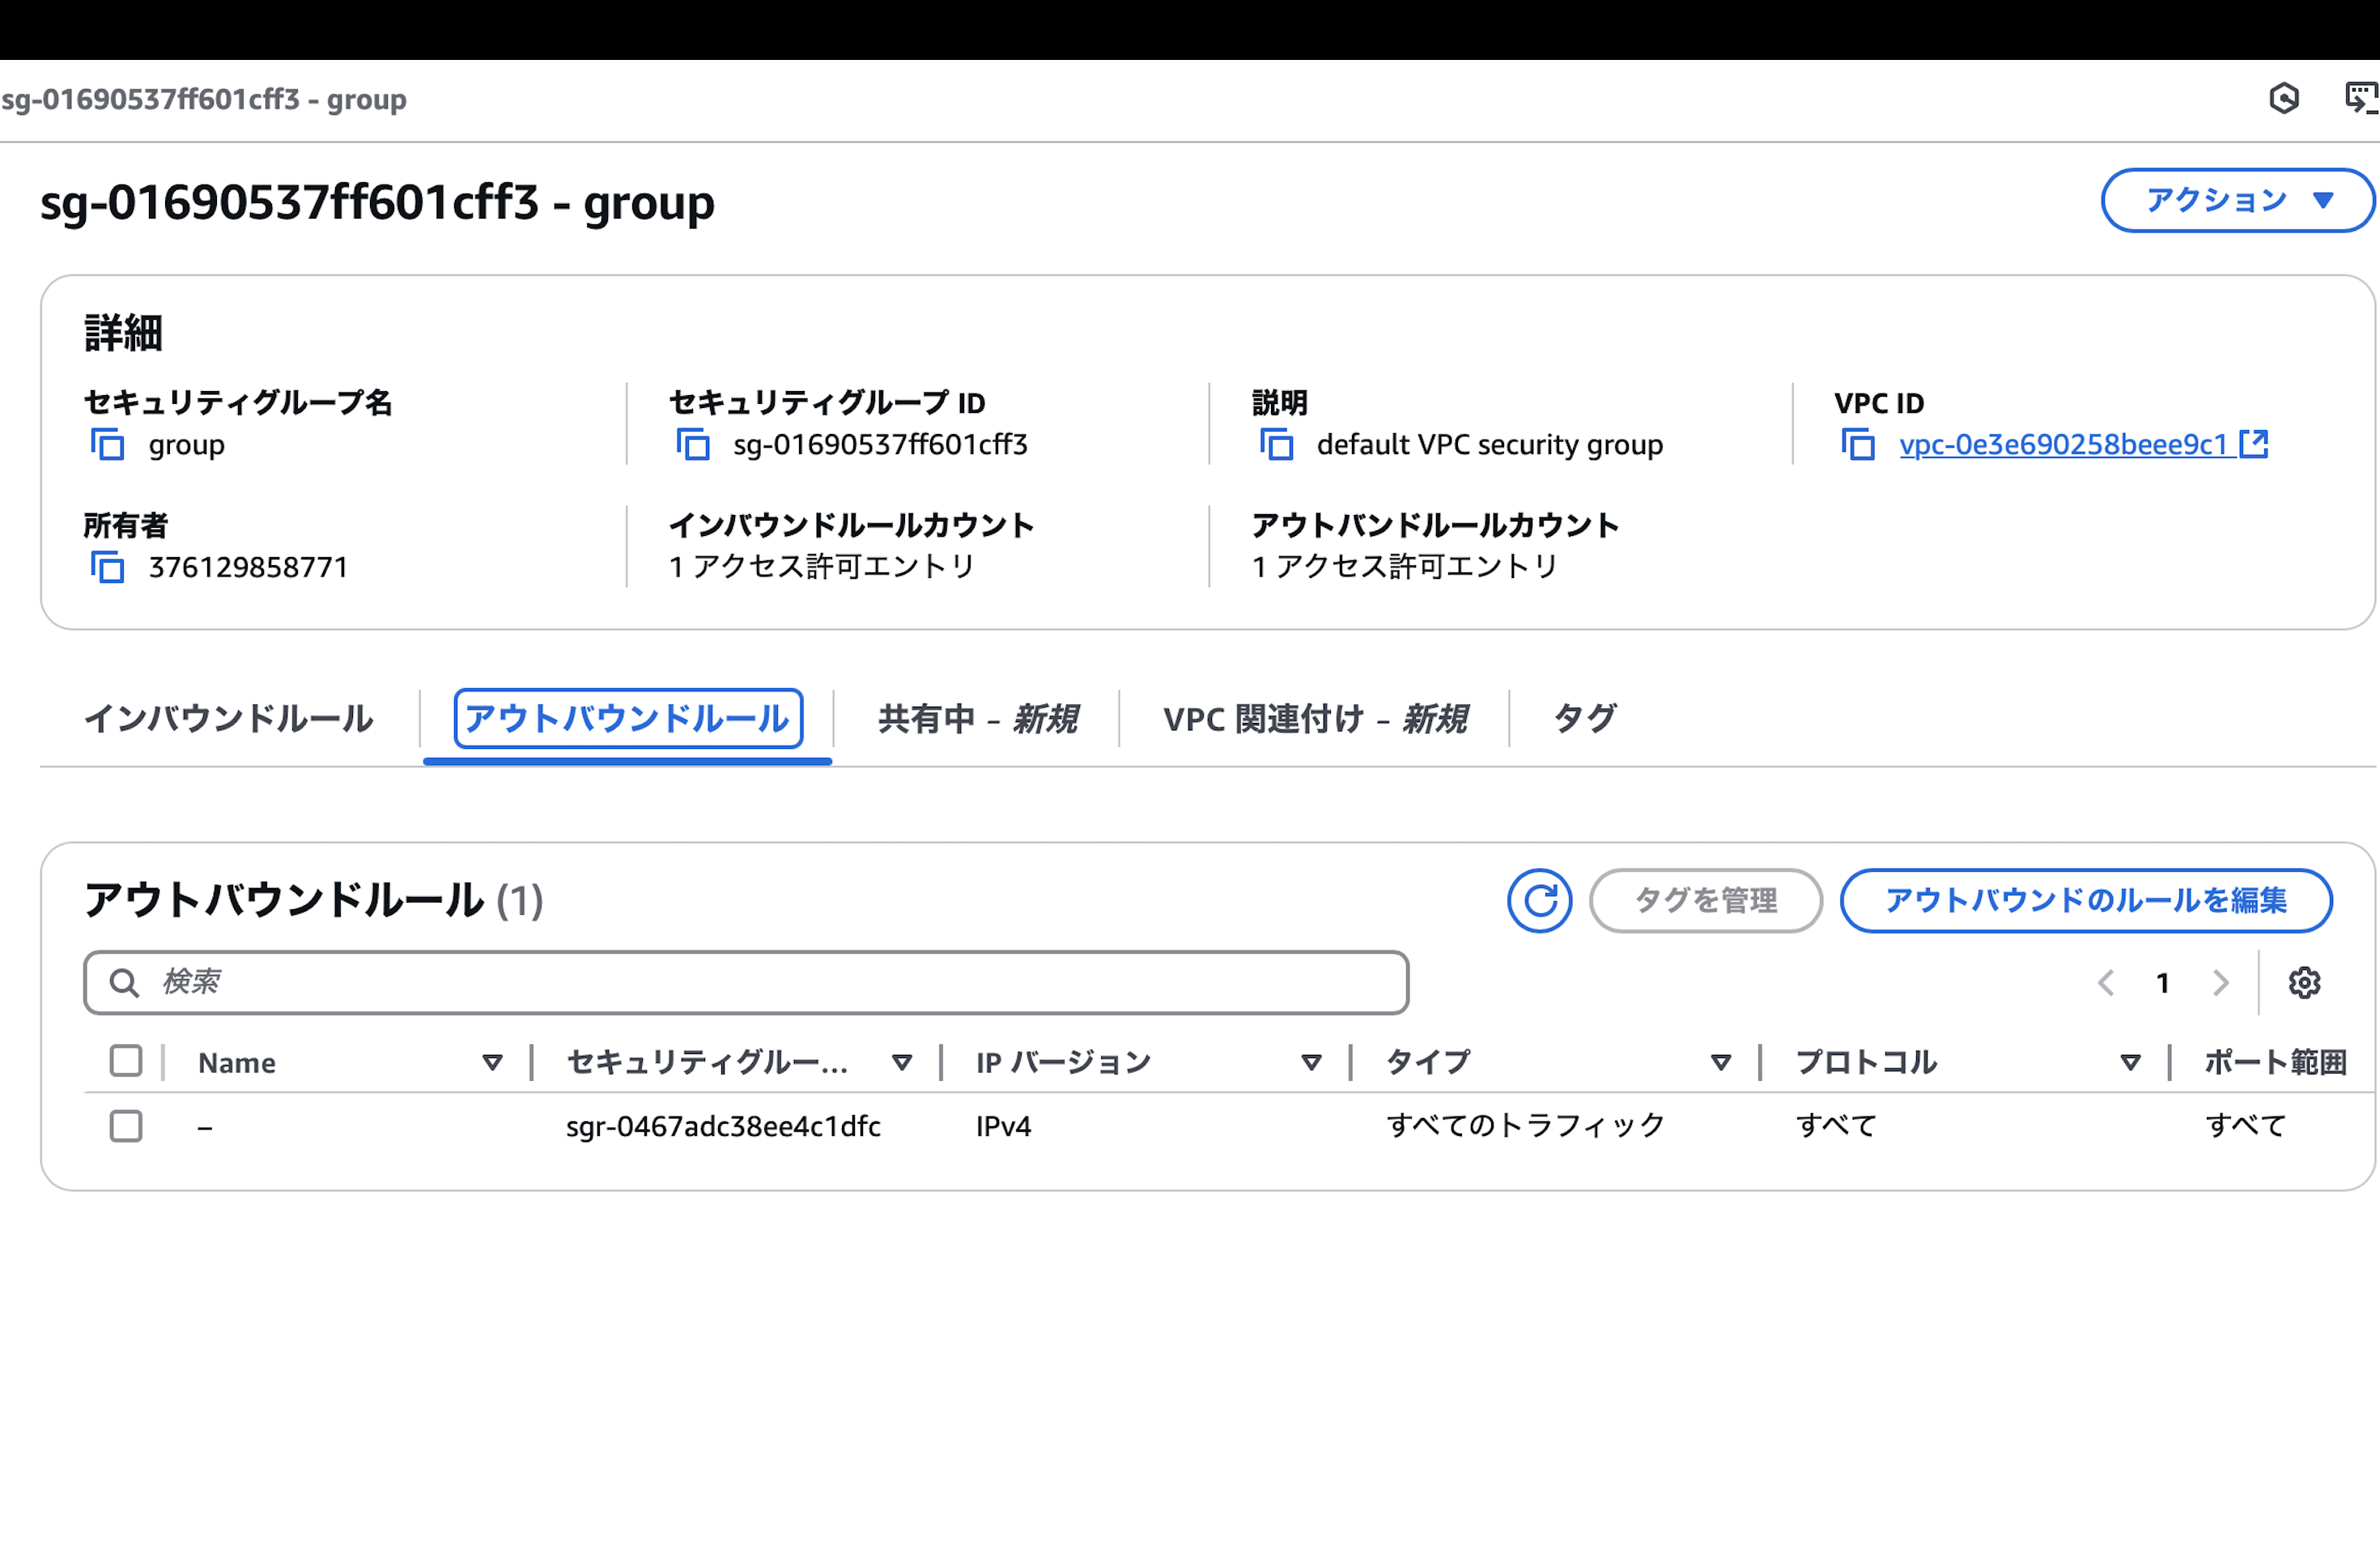 sg-01690537ff601cff3 - group
sg-01690537ff601cff3 - group
アクション
詳細
セキュリティグループ名
group
セキュリティグループ ID
sg-01690537ff601cff3
説明
default VPC security group
VPC ID
vpc-0e3e690258beee9c1
所有者
376129858771
インバウンドルールカウント
1 アクセス許可エントリ
アウトバンドルールカウント
1 アクセス許可エントリ
インバウンドルール
アウトバウンドルール
共有中 - 新規
VPC 関連付け - 新規
タグ
アウトバウンドルール (1)
タグを管理
アウトバウンドのルールを編集
検索
1
Name
セキュリティグルー...
IP バージョン
タイプ
プロトコル
ポート範囲
–
sgr-0467adc38ee4c1dfc
IPv4
すべてのトラフィック
すべて
すべて